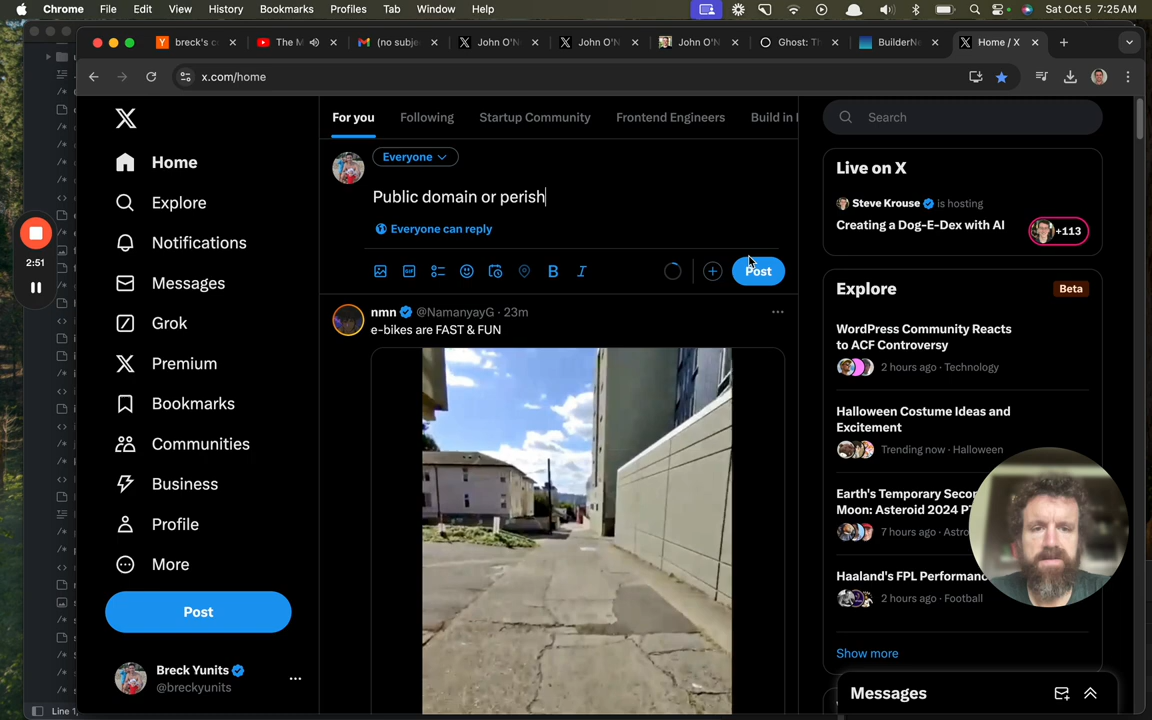 Chrome File Edit View History Bookmarks Profiles Tab Window Help Sat Oct 5 7:25 AM
breck's c
The M
(no subje
John O'N
John O'N
John O'N
Ghost: Th
BuilderNe
Home / X
x.com/home
2:51
Home
Explore
Notifications
Messages
Grok
Premium
Bookmarks
Communities
Business
Profile
More
Post
Breck Yunits
@breckyunits
Line 1,
For you Following Startup Community Frontend Engineers Build in
Everyone
Public domain or perish
Everyone can reply
Post
nmn @NamanyayG · 23m
e-bikes are FAST & FUN
Search
Live on X
Steve Krouse is hosting
Creating a Dog-E-Dex with AI
+113
Explore
Beta
WordPress Community Reacts
to ACF Controversy
2 hours ago · Technology
Halloween Costume Ideas and
Excitement
Trending now · Halloween
Earth's Temporary Secon
Moon: Asteroid 2024 P
7 hours ago · Astro
Haaland's FPL Performanc
2 hours ago · Football
Show more
Messages